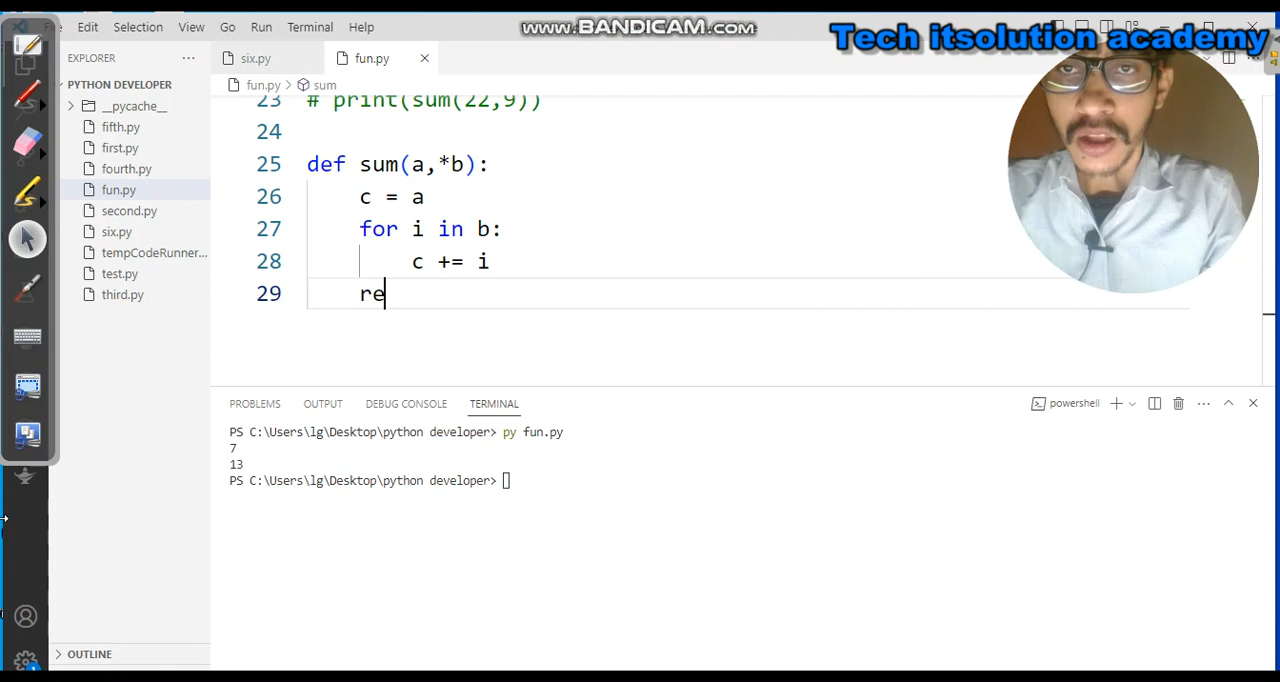 File Edit Selection View Go Run Terminal Help
WWW.BANDICAM.COM
Tech itsolution academy
EXPLORER
six.py
fun.py
PYTHON DEVELOPER
fun.py > sum
__pycache__
fifth.py
first.py
fourth.py
fun.py
second.py
six.py
tempCodeRunner...
test.py
third.py
23 # print(sum(22,9))
24
25 def sum(a,*b):
26 c = a
27 for i in b:
28 c += i
29 re
PROBLEMS OUTPUT DEBUG CONSOLE TERMINAL
powershell
PS C:\Users\lg\Desktop\python developer> py fun.py
7
13
PS C:\Users\lg\Desktop\python developer>
1
OUTLINE